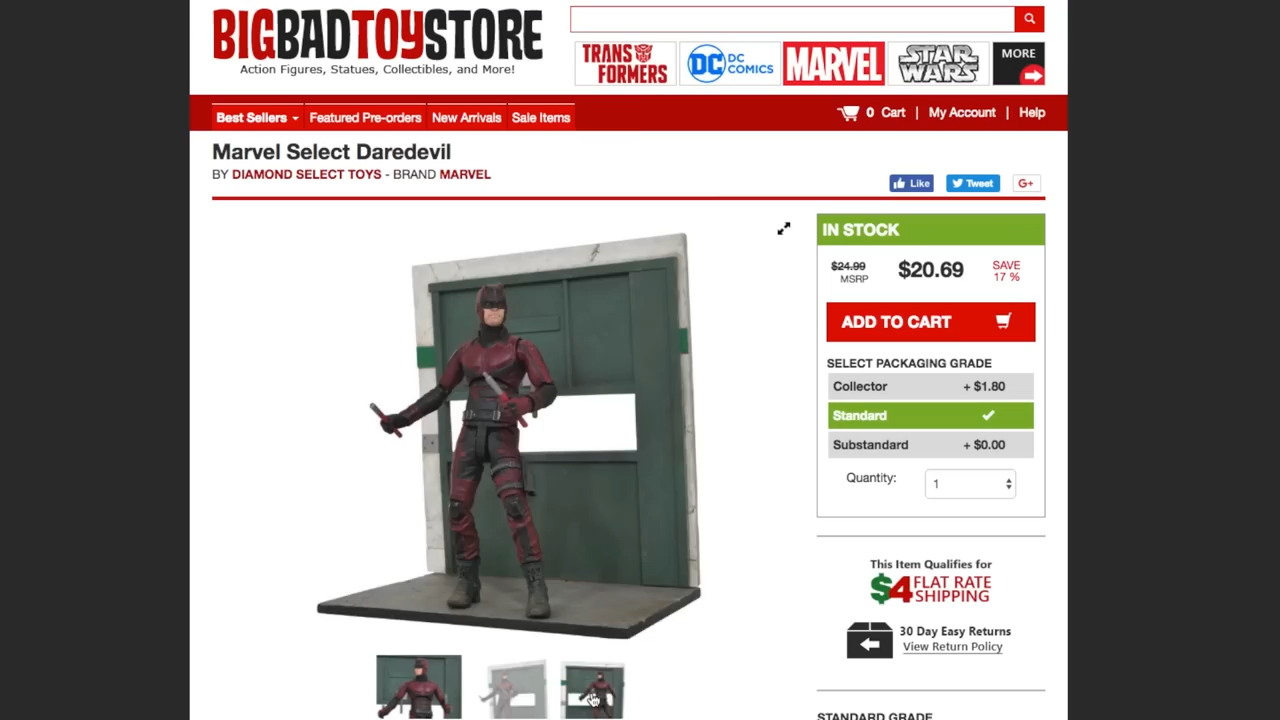 BIGBADTOYSTORE
Action Figures, Statues, Collectibles, and More!
TRANSFORMERS
DC
DC COMICS
MARVEL
STAR WARS
MORE
Best Sellers
Featured Pre-orders
New Arrivals
Sale Items
0 Cart | My Account | Help
Marvel Select Daredevil
BY DIAMOND SELECT TOYS - BRAND MARVEL
Like
Tweet
G+
IN STOCK
$24.99
MSRP
$20.69
SAVE
17 %
ADD TO CART
SELECT PACKAGING GRADE
Collector + $1.80
Standard
Substandard + $0.00
Quantity: 1
This Item Qualifies for
$4 FLAT RATE
SHIPPING
30 Day Easy Returns
View Return Policy
STANDARD GRADE